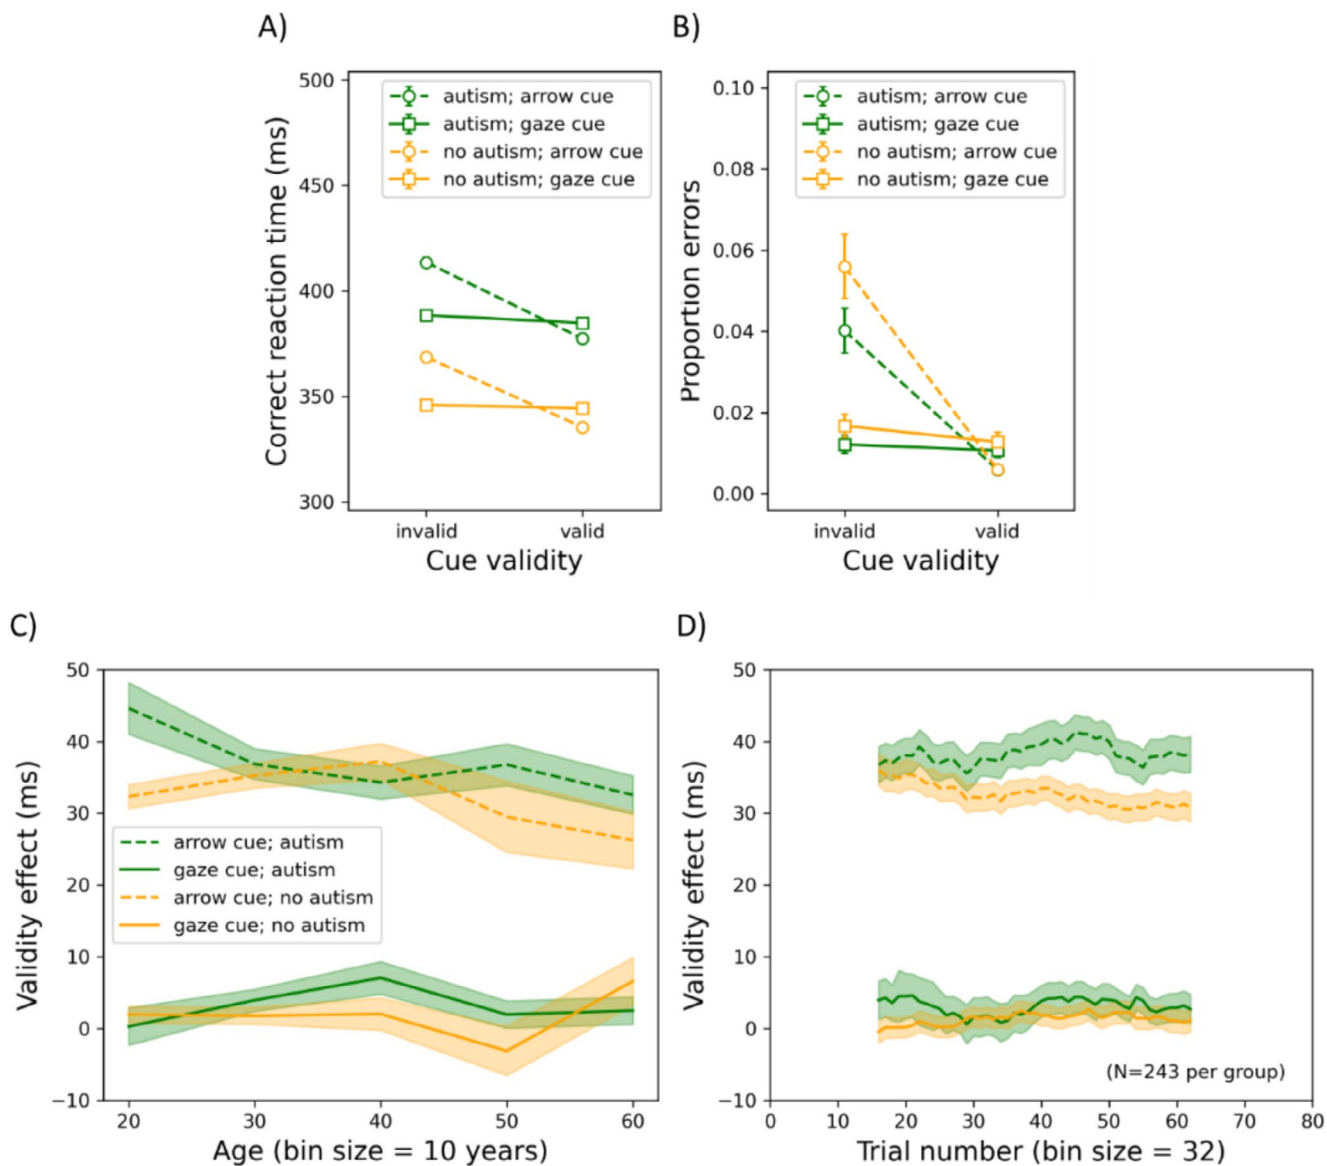 A)
B)
500
450
400
350
300
Correct reaction time (ms)
autism; arrow cue
autism; gaze cue
no autism; arrow cue
no autism; gaze cue
invalid
valid
Cue validity
0.10
0.08
0.06
0.04
0.02
0.00
Proportion errors
autism; arrow cue
autism; gaze cue
no autism; arrow cue
no autism; gaze cue
invalid
valid
Cue validity
C)
D)
50
40
30
20
10
0
−10
Validity effect (ms)
arrow cue; autism
gaze cue; autism
arrow cue; no autism
gaze cue; no autism
20
30
40
50
60
Age (bin size = 10 years)
50
40
30
20
10
0
−10
Validity effect (ms)
(N=243 per group)
0
10
20
30
40
50
60
70
80
Trial number (bin size = 32)